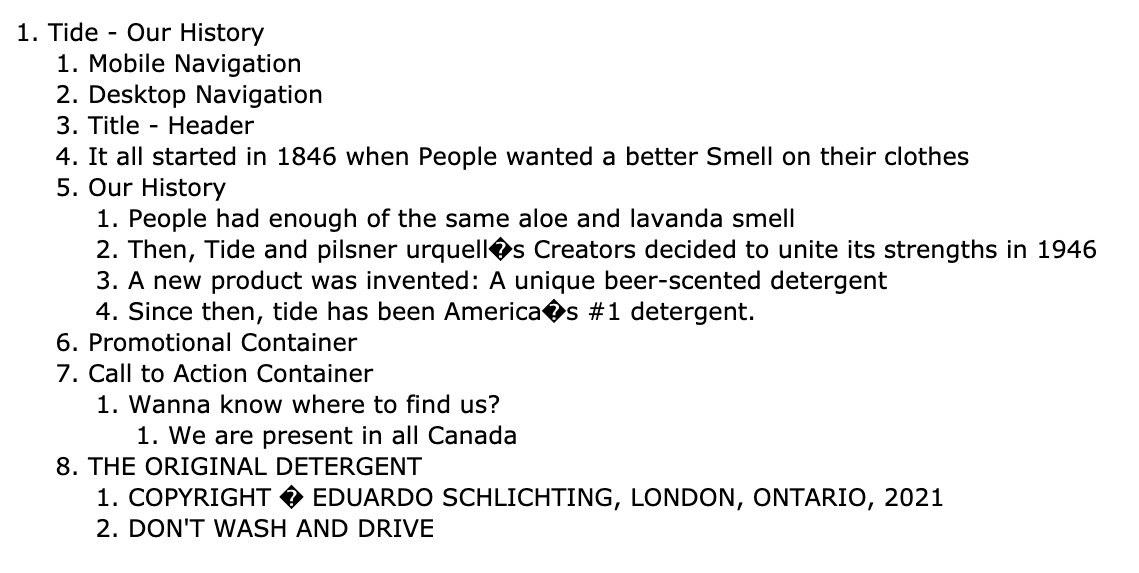 1. Tide - Our History
1. Mobile Navigation
2. Desktop Navigation
3. Title - Header
4. It all started in 1846 when People wanted a better Smell on their clothes
5. Our History
1. People had enough of the same aloe and lavanda smell
2. Then, Tide and pilsner urquell�s Creators decided to unite its strengths in 1946
3. A new product was invented: A unique beer-scented detergent
4. Since then, tide has been America�s #1 detergent.
6. Promotional Container
7. Call to Action Container
1. Wanna know where to find us?
1. We are present in all Canada
8. THE ORIGINAL DETERGENT
1. COPYRIGHT � EDUARDO SCHLICHTING, LONDON, ONTARIO, 2021
2. DON'T WASH AND DRIVE